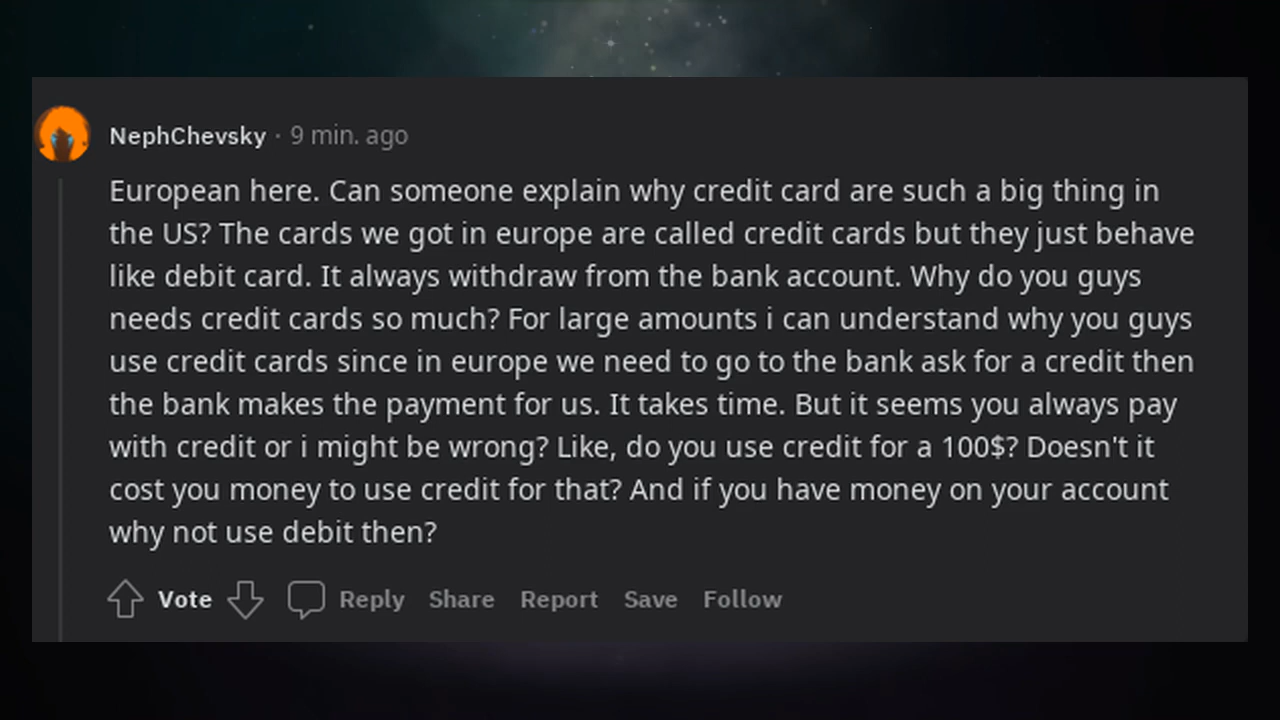 NephChevsky · 9 min. ago
European here. Can someone explain why credit card are such a big thing in
the US? The cards we got in europe are called credit cards but they just behave
like debit card. It always withdraw from the bank account. Why do you guys
needs credit cards so much? For large amounts i can understand why you guys
use credit cards since in europe we need to go to the bank ask for a credit then
the bank makes the payment for us. It takes time. But it seems you always pay
with credit or i might be wrong? Like, do you use credit for a 100$? Doesn't it
cost you money to use credit for that? And if you have money on your account
why not use debit then?
Vote Reply Share Report Save Follow